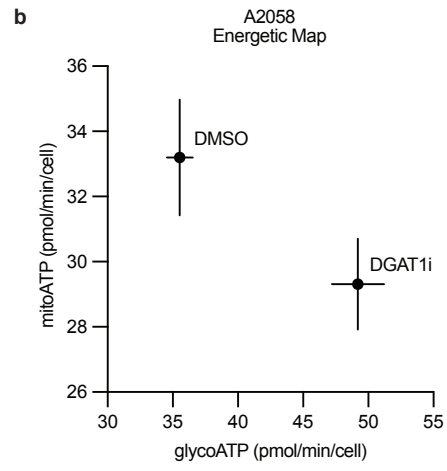 b
A2058
Energetic Map
36
34
32
30
28
26
mitoATP (pmol/min/cell)
DMSO
DGAT1i
30 35 40 45 50 55
glycoATP (pmol/min/cell)